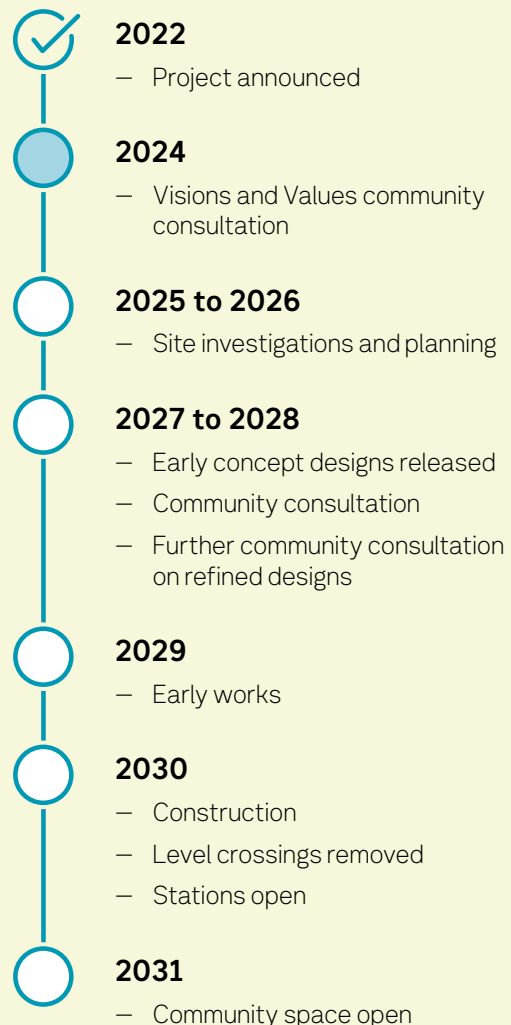 2022
— Project announced
2024
— Visions and Values community
consultation
2025 to 2026
— Site investigations and planning
2027 to 2028
— Early concept designs released
— Community consultation
— Further community consultation
on refined designs
2029
— Early works
2030
— Construction
— Level crossings removed
— Stations open
2031
— Community space open